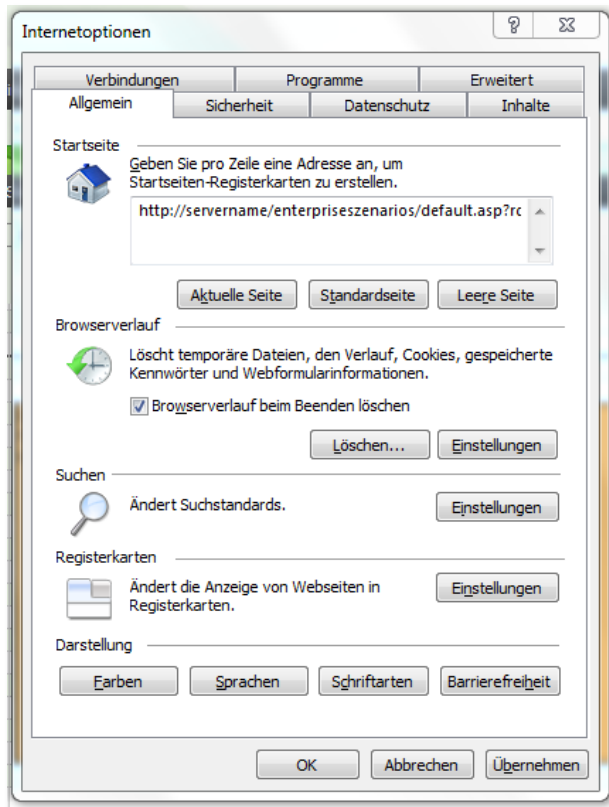 Internetoptionen
Verbindungen Programme Erweitert
Allgemein Sicherheit Datenschutz Inhalte
Startseite
Geben Sie pro Zeile eine Adresse an, um
Startseiten-Registerkarten zu erstellen.
http://servername/enterpriseszenarios/default.asp?rc
Aktuelle Seite Standardseite Leere Seite
Browserverlauf
Löscht temporäre Dateien, den Verlauf, Cookies, gespeicherte
Kennwörter und Webformularinformationen.
Browserverlauf beim Beenden löschen
Löschen... Einstellungen
Suchen
Ändert Suchstandards.
Einstellungen
Registerkarten
Ändert die Anzeige von Webseiten in
Registerkarten.
Einstellungen
Darstellung
Farben Sprachen Schriftarten Barrierefreiheit
OK Abbrechen Übernehmen